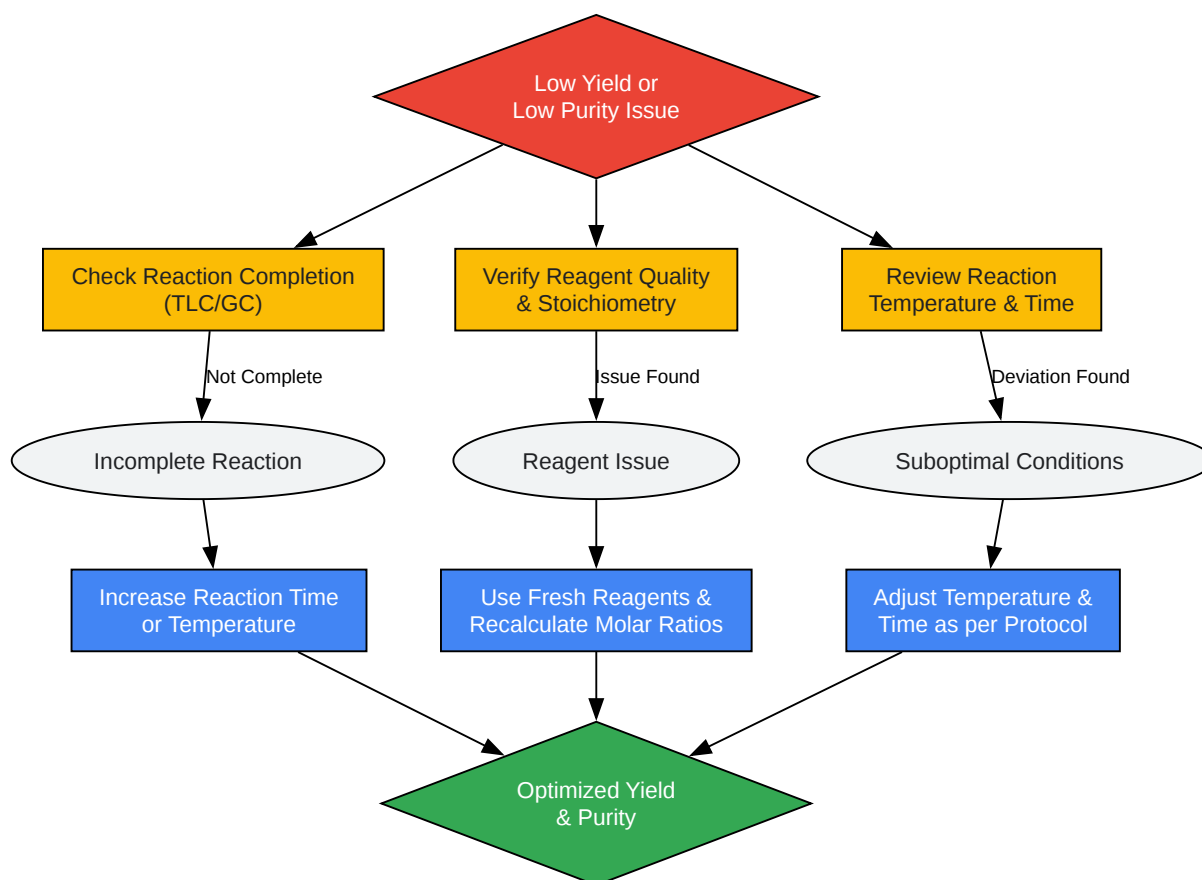 Low Yield or
Low Purity Issue
Check Reaction Completion
(TLC/GC)
Verify Reagent Quality
& Stoichiometry
Review Reaction
Temperature & Time
Not Complete
Issue Found
Deviation Found
Incomplete Reaction
Reagent Issue
Suboptimal Conditions
Increase Reaction Time
or Temperature
Use Fresh Reagents &
Recalculate Molar Ratios
Adjust Temperature &
Time as per Protocol
Optimized Yield
& Purity